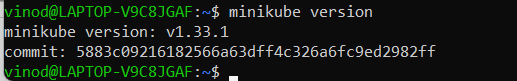 vinod@LAPTOP-V9C8JGAF:~$ minikube version
minikube version: v1.33.1
commit: 5883c09216182566a63dff4c326a6fc9ed2982ff
vinod@LAPTOP-V9C8JGAF:~$